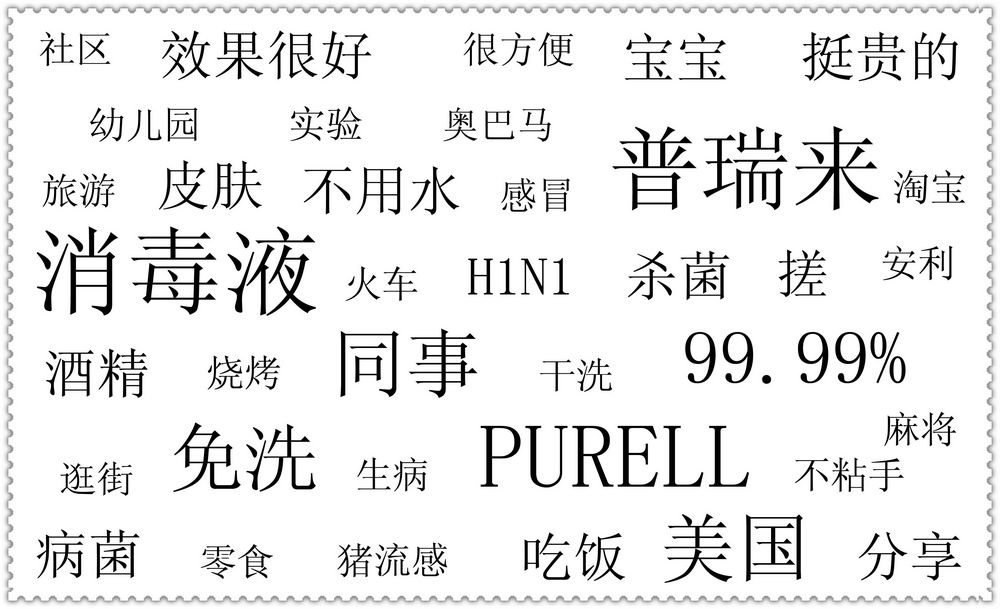 社区 效果很好 很方便 宝宝 挺贵的
幼儿园 实验 奥巴马
旅游 皮肤 不用水 感冒 普瑞来 淘宝
消毒液 火车 H1N1 杀菌 搓 安利
酒精 烧烤 同事 干洗 99.99%
逛街 免洗 生病 PURELL 不粘手 麻将
病菌 零食 猪流感 吃饭 美国 分享